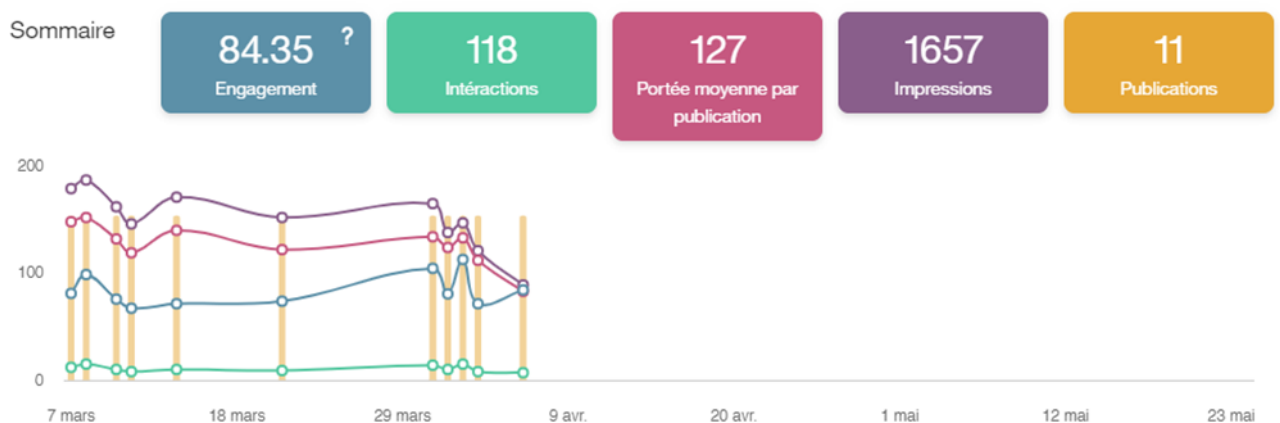 Sommaire
84.35 ?
Engagement
118
Intéractions
127
Portée moyenne par
publication
1657
Impressions
11
Publications
200
100
0
7 mars 18 mars 29 mars 9 avr. 20 avr. 1 mai 12 mai 23 mai